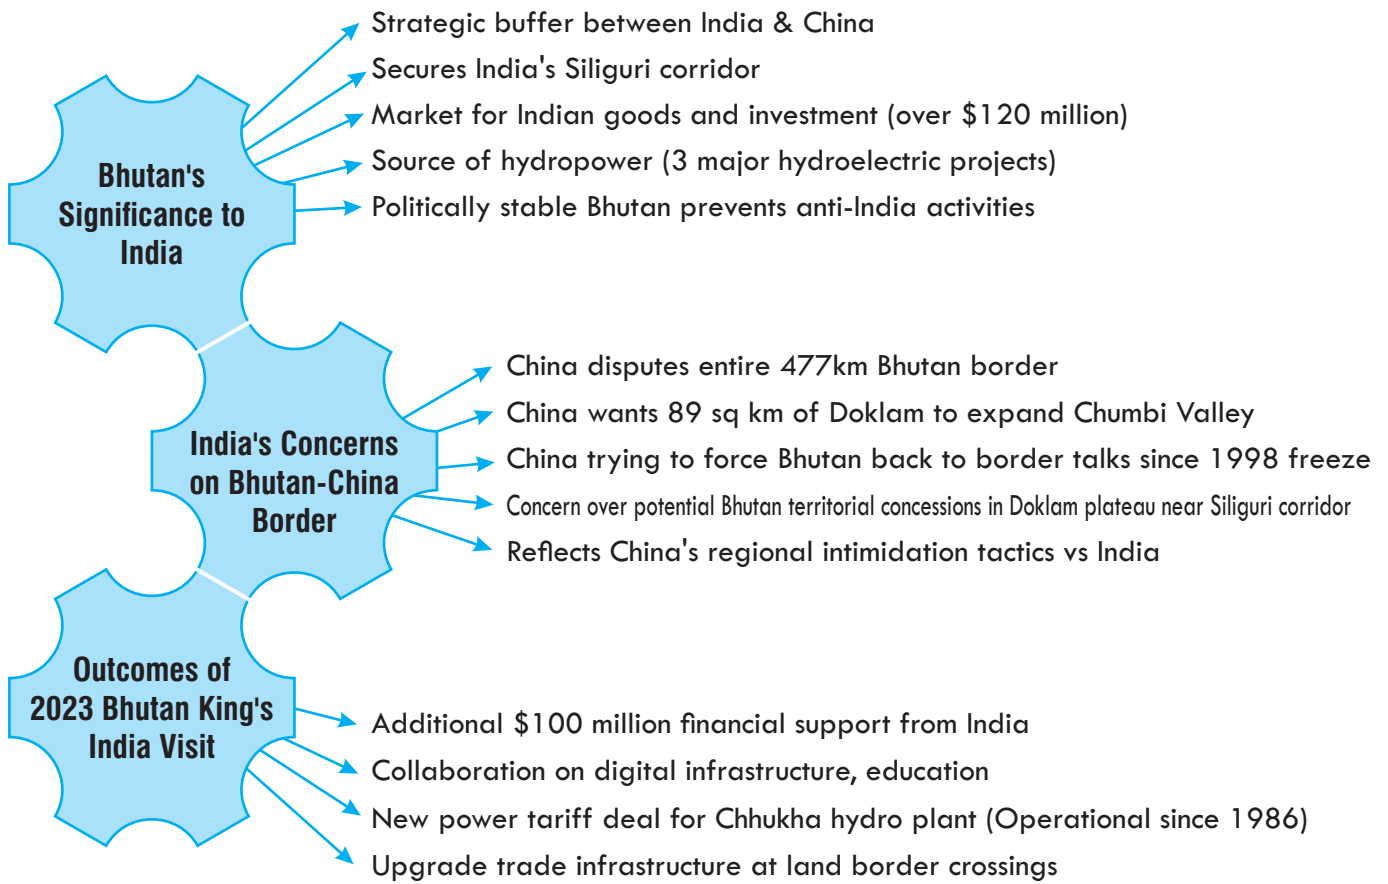 Bhutan's
Significance to
India
Strategic buffer between India & China
Secures India's Siliguri corridor
Market for Indian goods and investment (over $120 million)
Source of hydropower (3 major hydroelectric projects)
Politically stable Bhutan prevents anti-India activities
India's Concerns
on Bhutan-China
Border
China disputes entire 477km Bhutan border
China wants 89 sq km of Doklam to expand Chumbi Valley
China trying to force Bhutan back to border talks since 1998 freeze
Concern over potential Bhutan territorial concessions in Doklam plateau near Siliguri corridor
Reflects China's regional intimidation tactics vs India
Outcomes of
2023 Bhutan King's
India Visit
Additional $100 million financial support from India
Collaboration on digital infrastructure, education
New power tariff deal for Chhukha hydro plant (Operational since 1986)
Upgrade trade infrastructure at land border crossings